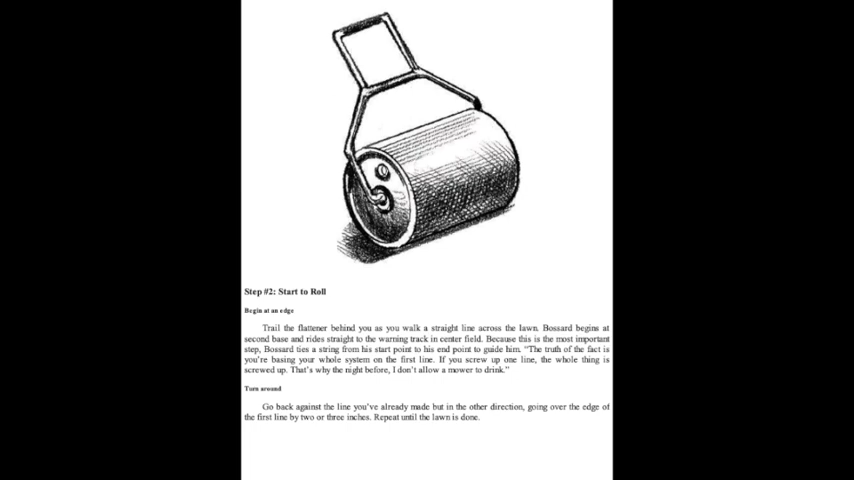 Step #2: Start to Roll
Begin at an edge
Trail the flattener behind you as you walk a straight line across the lawn. Bossard begins at
second base and rides straight to the warning track in center field. Because this is the most important
step, Bossard ties a string from his start point to his end point to guide him. “The truth of the fact is
you’re basing your whole system on the first line. If you screw up one line, the whole thing is
screwed up. That’s why the night before, I don’t allow a mower to drink.”
Turn around
Go back against the line you’ve already made but in the other direction, going over the edge of
the first line by two or three inches. Repeat until the lawn is done.